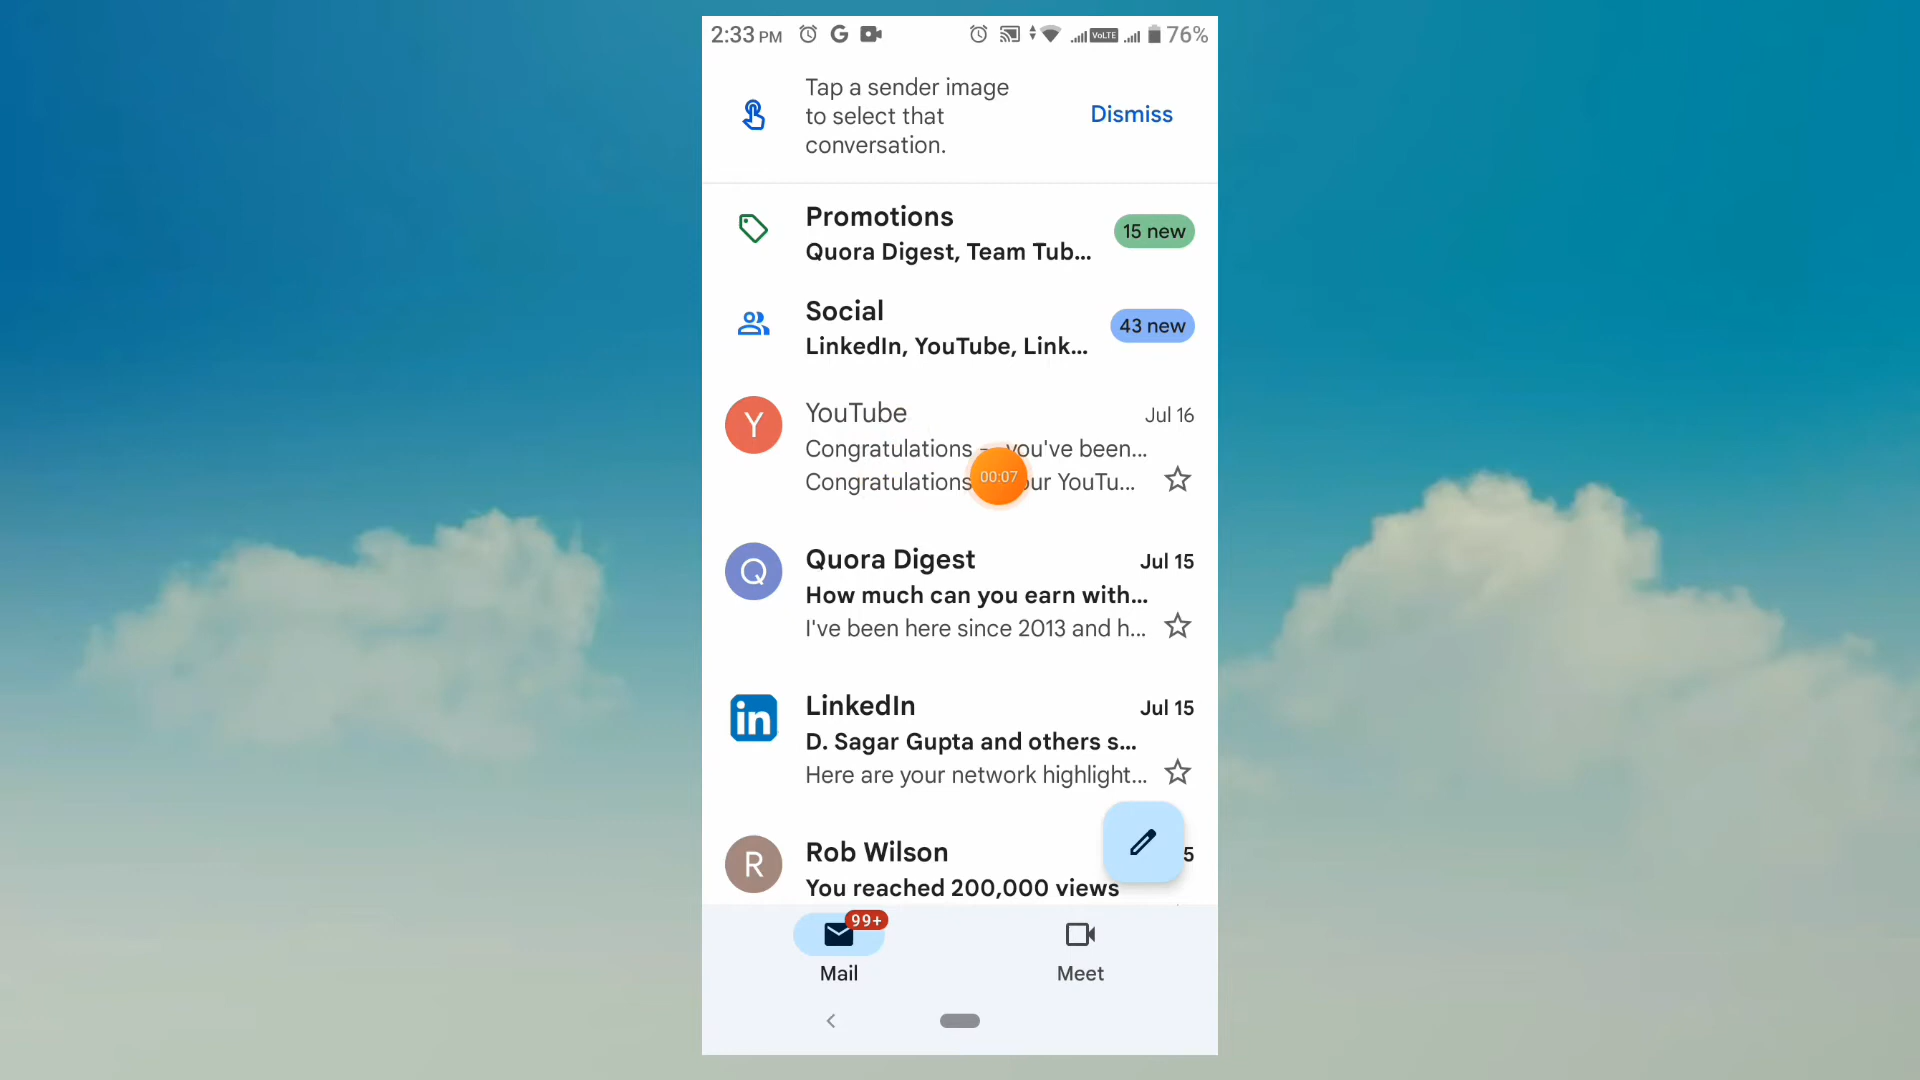 2:33 PM G VoLTE 76%
Tap a sender image
to select that
conversation.
Dismiss
Promotions
15 new
Quora Digest, Team Tub...
Social
43 new
LinkedIn, YouTube, Link...
Y
YouTube
Jul 16
Congratulations you've been...
Congratulations ur YouTu...
00:07
Q
Quora Digest
Jul 15
How much can you earn with...
I've been here since 2013 and h...
in
LinkedIn
Jul 15
D. Sagar Gupta and others s...
Here are your network highlight...
R
Rob Wilson
5
You reached 200,000 views
99+
Mail
Meet